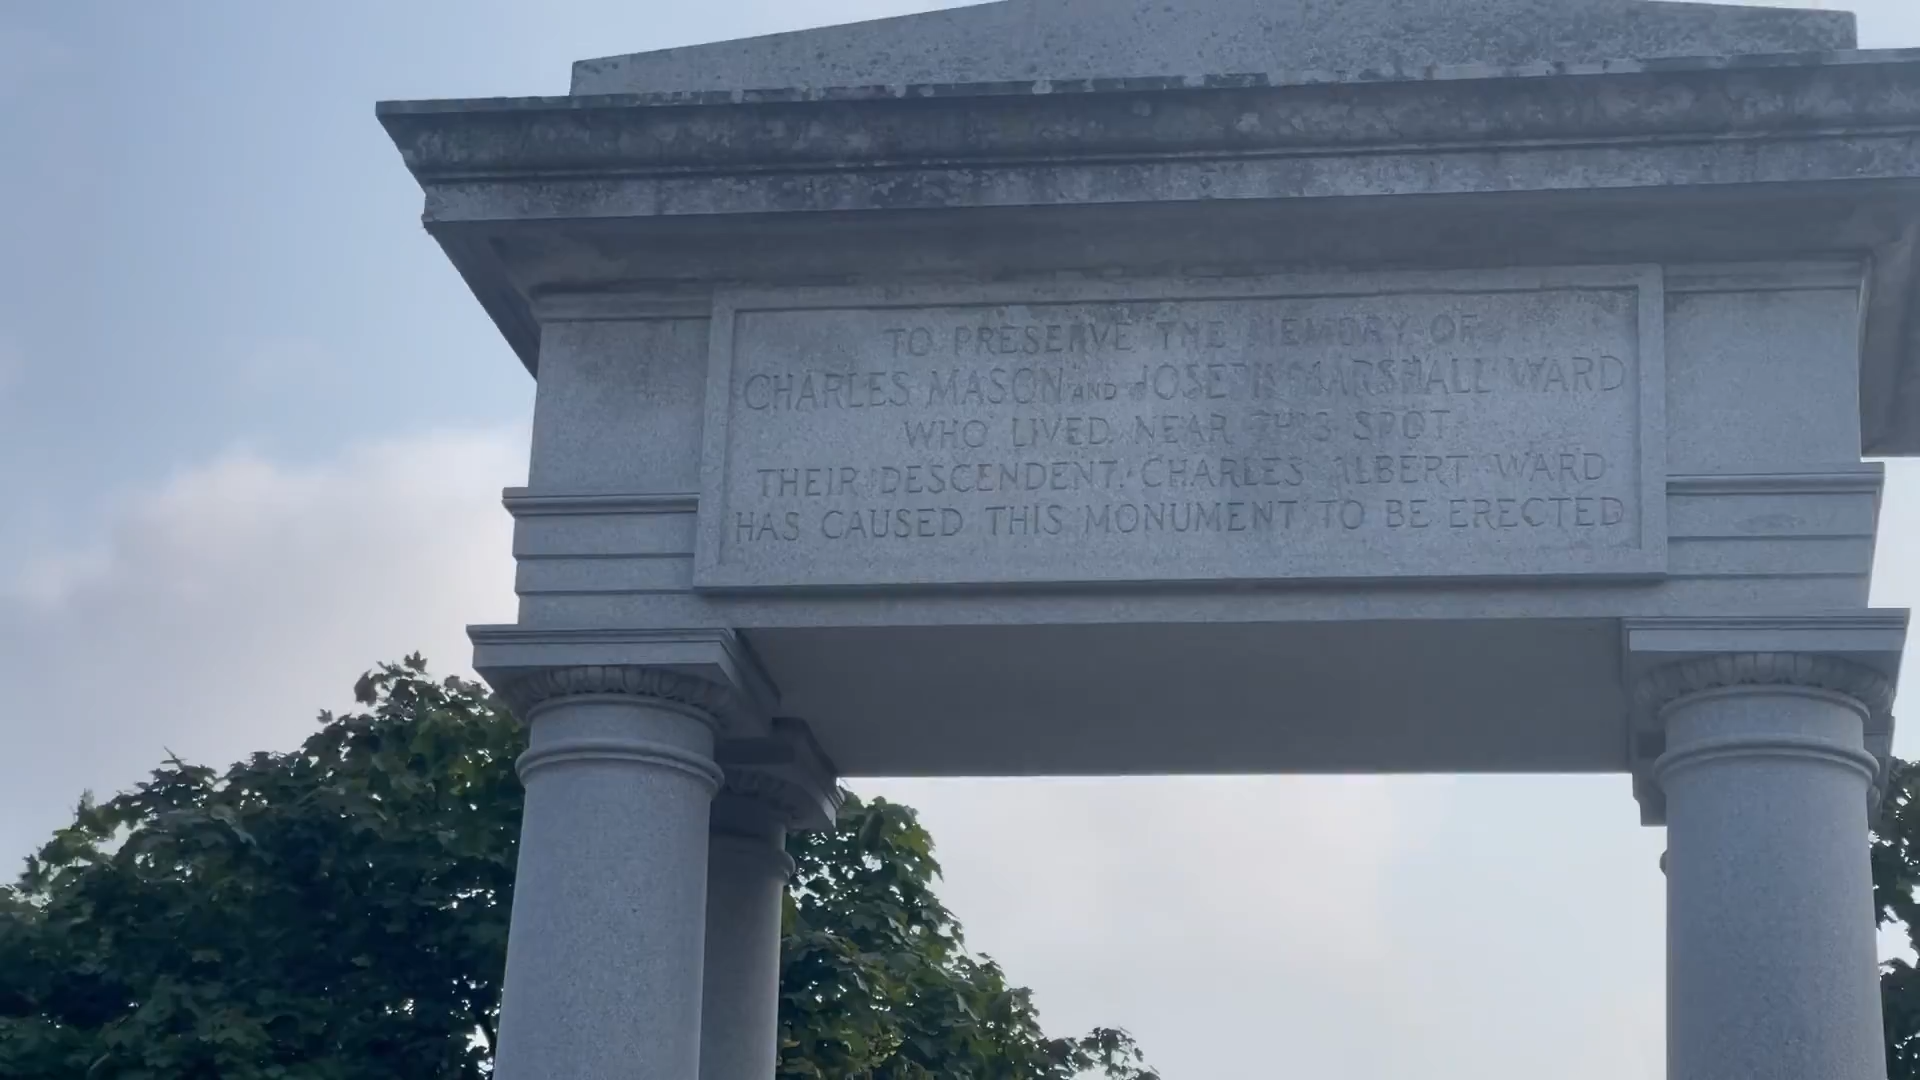 TO PRESERVE THE MEMORY OF
CHARLES MASON AND JOSEPH MARSHALL WARD
WHO LIVED NEAR THIS SPOT
THEIR DESCENDENT CHARLES ALBERT WARD
HAS CAUSED THIS MONUMENT TO BE ERECTED